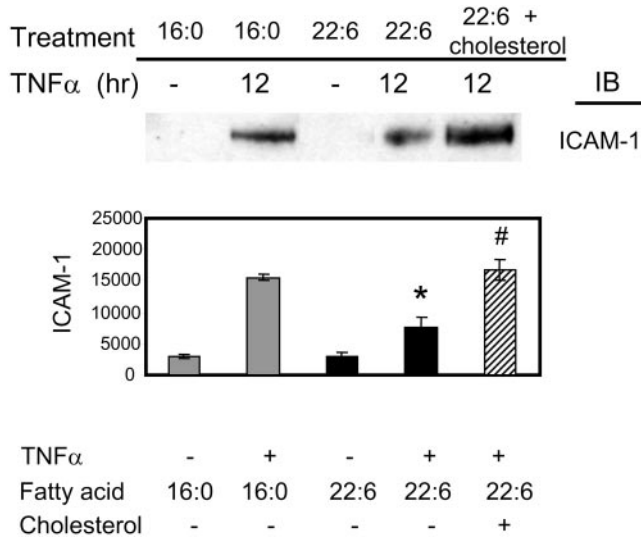 Treatment 16:0 16:0 22:6 22:6 22:6 + cholesterol
TNFα (hr) - 12 - 12 12 IB
ICAM-1
25000
20000
15000
10000
5000
0
ICAM-1
*
#
TNFα - + - + +
Fatty acid 16:0 16:0 22:6 22:6 22:6
Cholesterol - - - - +